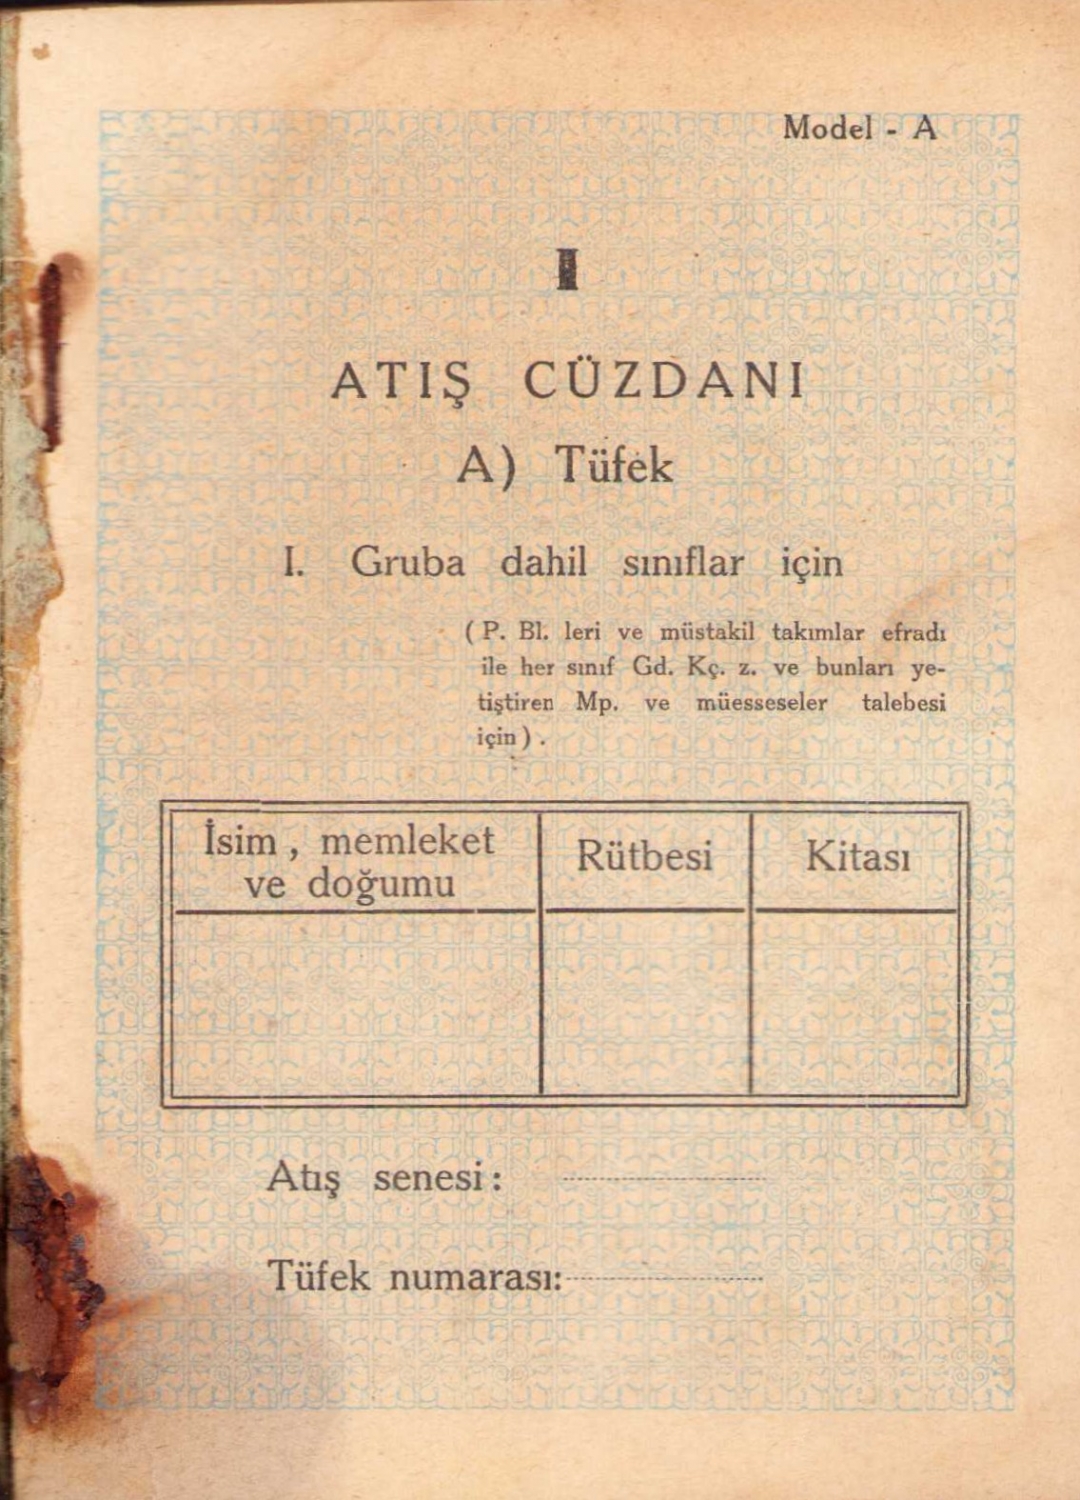 Model - A
I
ATIŞ CÜZDANI
A) Tüfek
I. Gruba dahil sınıflar için
( P. Bl. leri ve müstakil takımlar efradı
ile her sınıf Gd. Kç. z. ve bunları ye-
tiştiren Mp. ve müesseseler talebesi
için ) .
İsim , memleket
ve doğumu
Rütbesi
Kitası
Atış senesi :
Tüfek numarası: